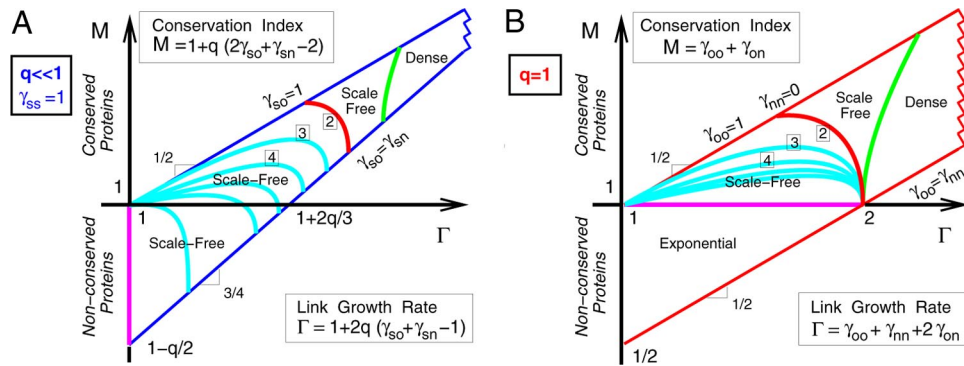 A
M
Conservation Index
M =1+q (2γso+γsn−2)
q<<1
γss =1
Conserved
Proteins
Non−conserved
Proteins
γso=1
Scale
Free
Dense
2
3
4
1/2
γso=γsn
Scale−Free
1
1
1+2q/3
Γ
Scale−Free
3/4
Link Growth Rate
Γ = 1+2q (γso+γsn−1)
1−q/2
B
M
Conservation Index
M = γoo + γon
q=1
Conserved
Proteins
Non−conserved
Proteins
γnn=0
γoo=1
Scale
Free
Dense
2
3
4
1/2
Scale−Free
γoo=γnn
1
1
2
Γ
Exponential
1/2
Link Growth Rate
Γ = γoo + γnn +2 γon
1/2